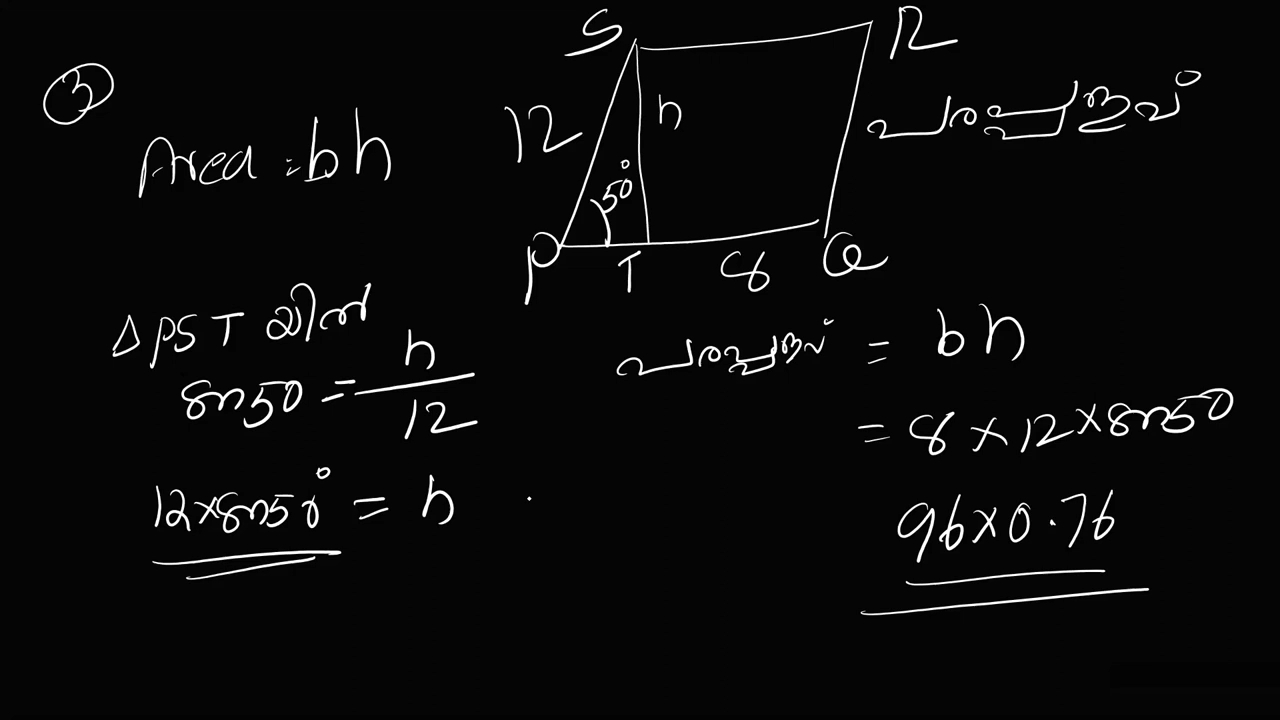 3
Area = bh
S
R
12
h
50°
P
T
8
Q
പരപ്പളവ്
△PST യിൽ
sin50 = h/12
12×sin50° = h
പരപ്പളവ് = bh
= 8 × 12 × sin50
96×0.76